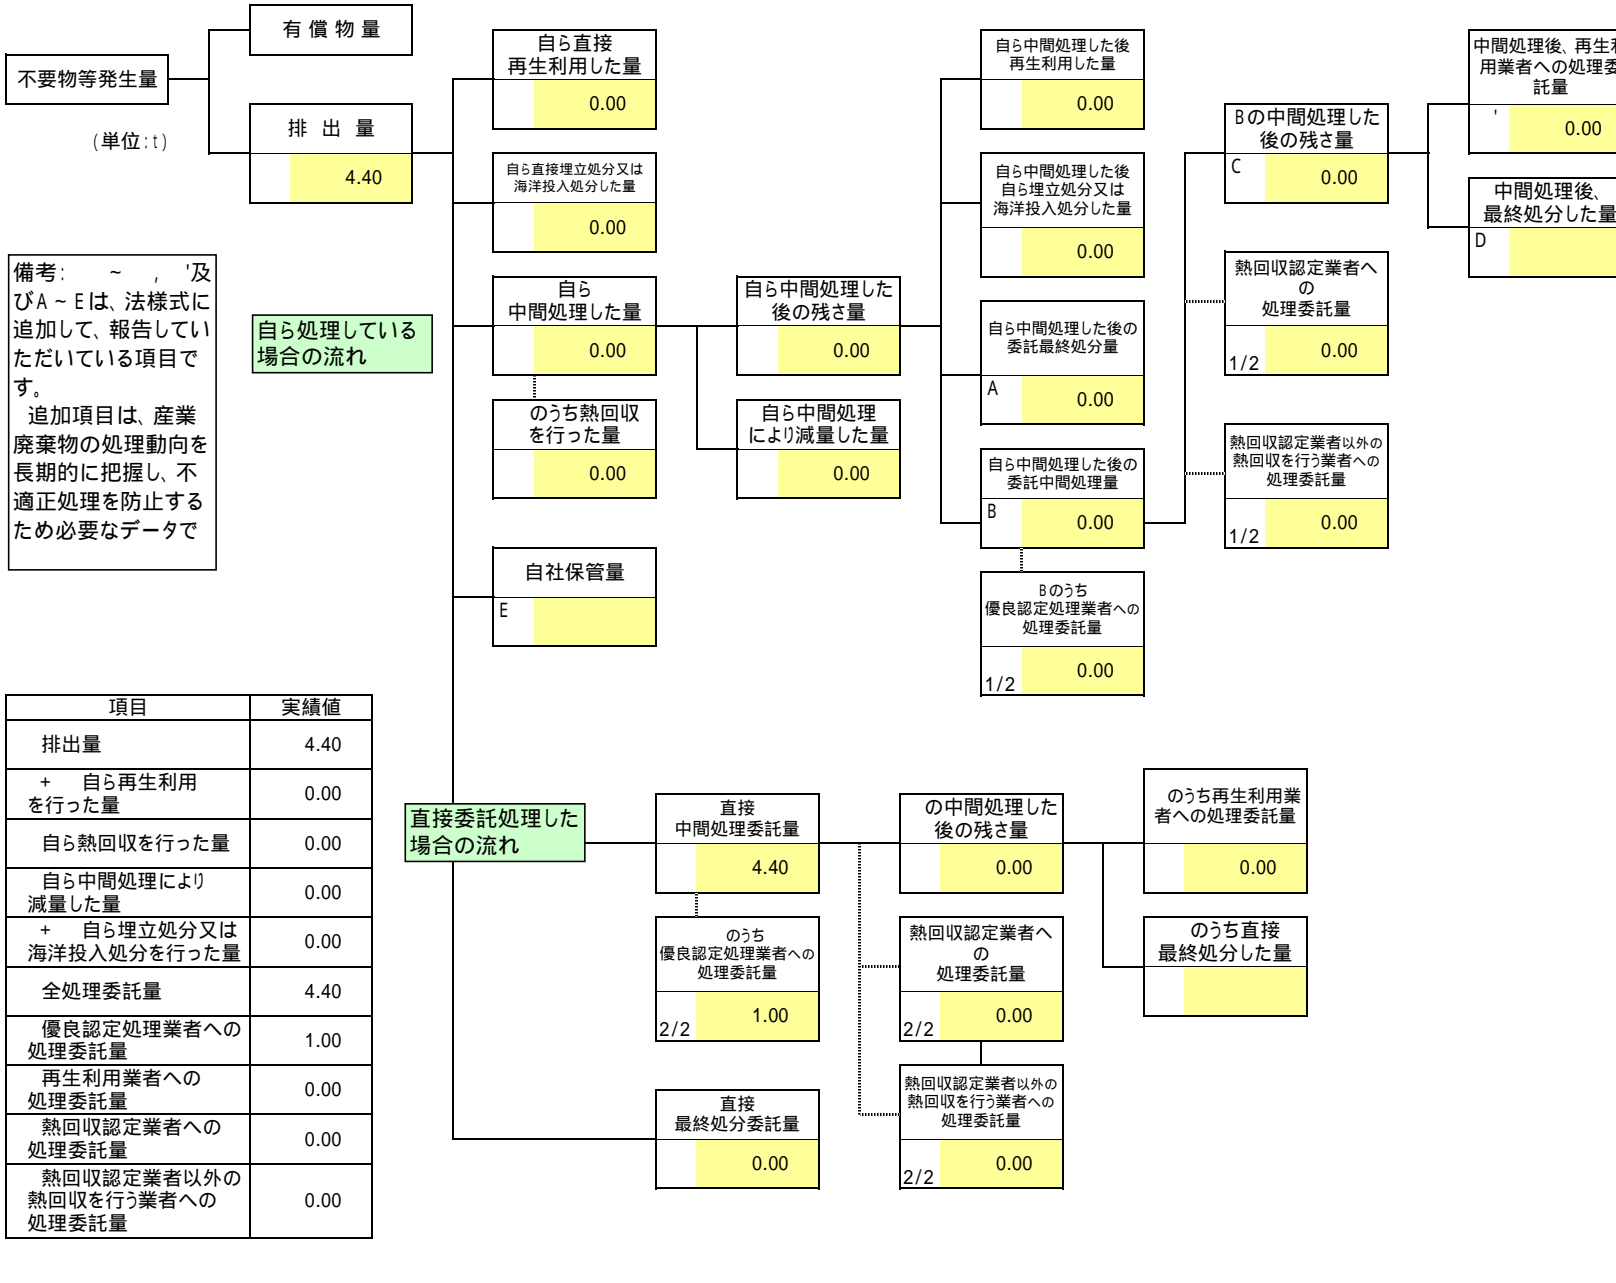 有 償 物 量
不要物等発生量
(単位:t)
排 出 量
4.40
備考: ~ , '及
びA~Eは、法様式に
追加して、報告してい
ただいている項目で
す。
追加項目は、産業
廃棄物の処理動向を
長期的に把握し、不
適正処理を防止する
ため必要なデータで
自ら処理している
場合の流れ
自ら直接
再生利用した量
0.00
自ら直接埋立処分又は
海洋投入処分した量
0.00
自ら
中間処理した量
0.00
のうち熱回収
を行った量
0.00
自社保管量
E
自ら中間処理した
後の残さ量
0.00
自ら中間処理
により減量した量
0.00
自ら中間処理した後
再生利用した量
0.00
自ら中間処理した後
自ら埋立処分又は
海洋投入処分した量
0.00
自ら中間処理した後の
委託最終処分量
A
0.00
自ら中間処理した後の
委託中間処理量
B
0.00
Bのうち
優良認定処理業者への
処理委託量
1/2
0.00
Bの中間処理した
後の残さ量
C
0.00
熱回収認定業者へ
の
処理委託量
1/2
0.00
熱回収認定業者以外の
熱回収を行う業者への
処理委託量
1/2
0.00
中間処理後、再生利
用業者への処理委
託量
'
0.00
中間処理後、
最終処分した量
D
項目 実績値
排出量 4.40
+ 自ら再生利用
を行った量
0.00
自ら熱回収を行った量 0.00
自ら中間処理により
減量した量
0.00
+ 自ら埋立処分又は
海洋投入処分を行った量
0.00
全処理委託量 4.40
優良認定処理業者への
処理委託量
1.00
再生利用業者への
処理委託量
0.00
熱回収認定業者への
処理委託量
0.00
熱回収認定業者以外の
熱回収を行う業者への
処理委託量
0.00
直接委託処理した
場合の流れ
直接
中間処理委託量
4.40
のうち
優良認定処理業者への
処理委託量
2/2
1.00
直接
最終処分委託量
0.00
の中間処理した
後の残さ量
0.00
熱回収認定業者へ
の
処理委託量
2/2
0.00
熱回収認定業者以外の
熱回収を行う業者への
処理委託量
2/2
0.00
のうち再生利用業
者への処理委託量
0.00
のうち直接
最終処分した量